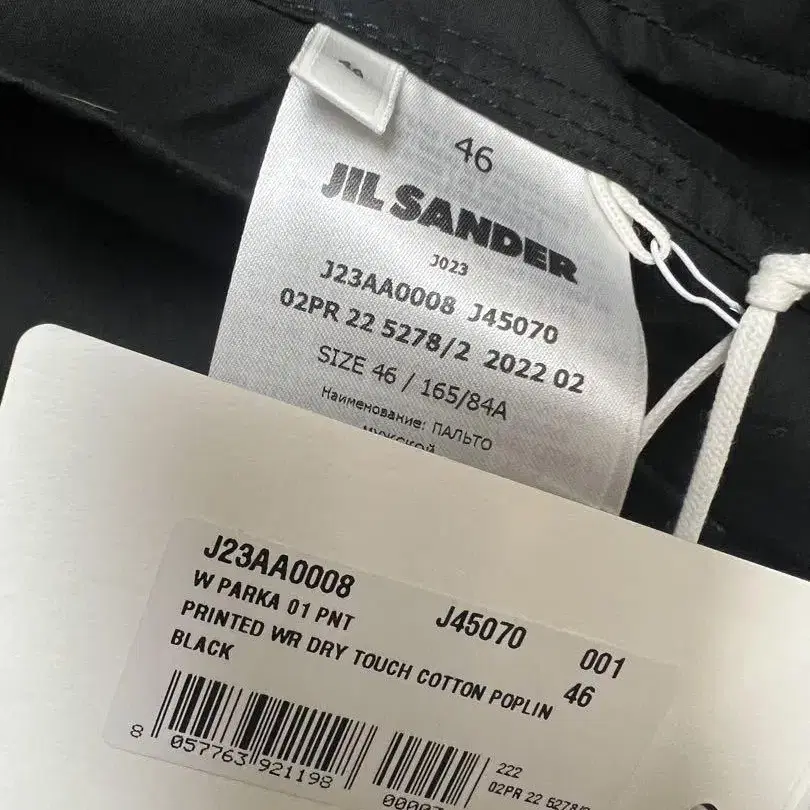 46
JIL SANDER
J023
J23AA0008 J45070
02PR 22 5278/2 2022 02
SIZE 46 / 165/84A
Наименование: ПАЛЬТО
мужской
J23AA0008 J45070 001
W PARKA 01 PNT 46
PRINTED WR DRY TOUCH COTTON POPLIN
BLACK
8 057763 921198
222
02PR 22 5278/